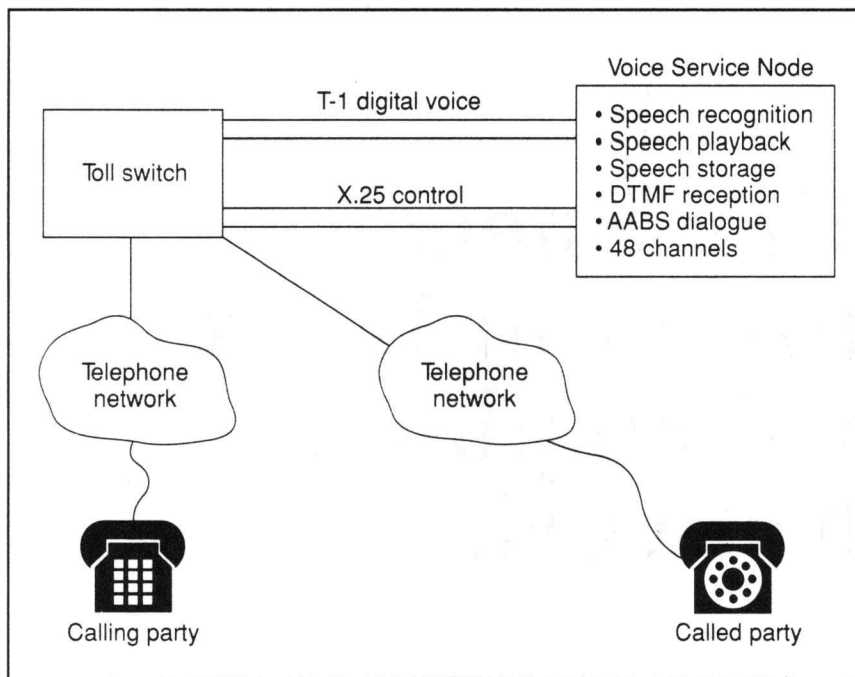 Voice Service Node
T-1 digital voice
• Speech recognition
• Speech playback
• Speech storage
• DTMF reception
• AABS dialogue
• 48 channels
Toll switch
X.25 control
Telephone
network
Telephone
network
Calling party
Called party